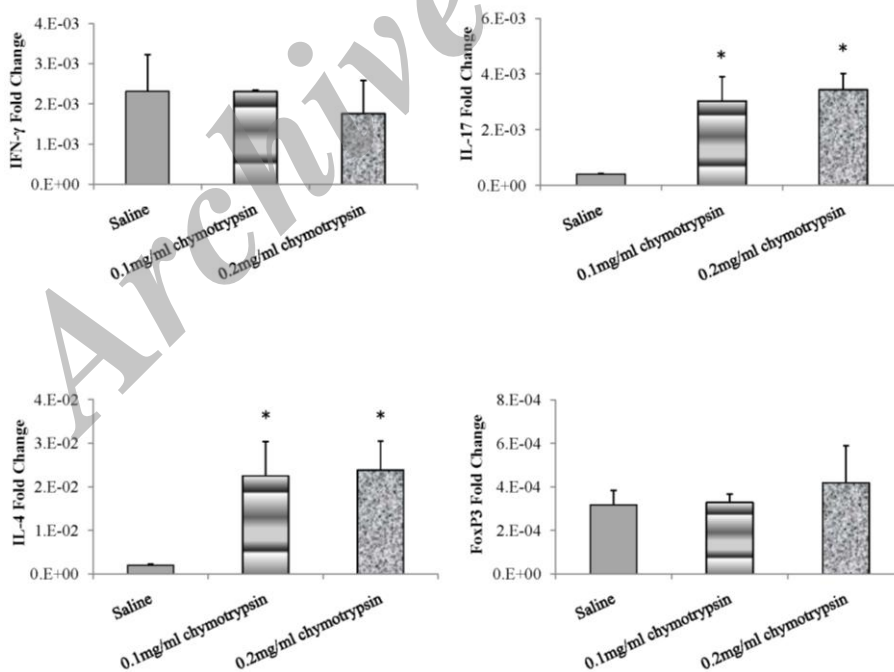 4.E-03
3.E-03
2.E-03
1.E-03
0.E+00
IFN-γ Fold Change
Saline
0.1mg/ml chymotrypsin
0.2mg/ml chymotrypsin
6.E-03
4.E-03
2.E-03
0.E+00
IL-17 Fold Change
*
*
Saline
0.1mg/ml chymotrypsin
0.2mg/ml chymotrypsin
Archive
4.E-02
3.E-02
2.E-02
1.E-02
0.E+00
IL-4 Fold Change
*
*
Saline
0.1mg/ml chymotrypsin
0.2mg/ml chymotrypsin
8.E-04
6.E-04
4.E-04
2.E-04
0.E+00
FoxP3 Fold Change
Saline
0.1mg/ml chymotrypsin
0.2mg/ml chymotrypsin